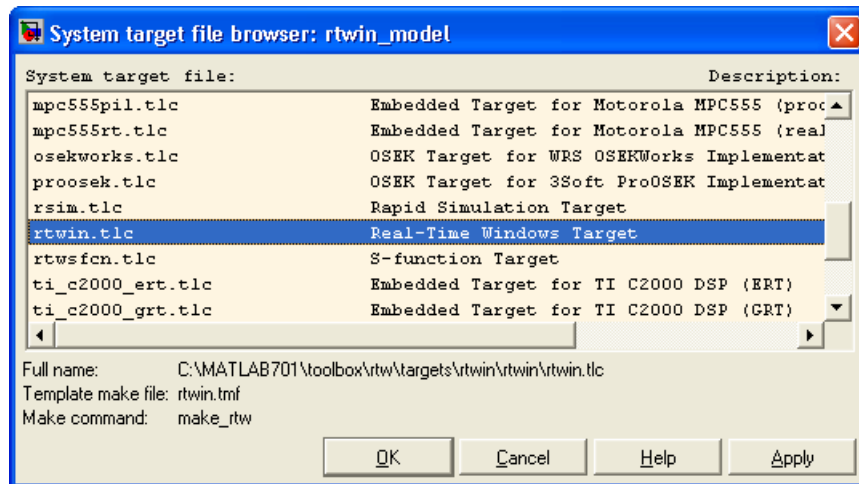 System target file browser: rtwin_model
System target file: Description:
mpc555pil.tlc Embedded Target for Motorola MPC555 (proc
mpc555rt.tlc Embedded Target for Motorola MPC555 (real
osekworks.tlc OSEK Target for WRS OSEKWorks Implementat
proosek.tlc OSEK Target for 3Soft ProOSEK Implementat
rsim.tlc Rapid Simulation Target
rtwin.tlc Real-Time Windows Target
rtwsfcn.tlc S-function Target
ti_c2000_ert.tlc Embedded Target for TI C2000 DSP (ERT)
ti_c2000_grt.tlc Embedded Target for TI C2000 DSP (GRT)
Full name: C:\MATLAB701\toolbox\rtw\targets\rtwin\rtwin\rtwin.tlc
Template make file: rtwin.tmf
Make command: make_rtw
OK Cancel Help Apply